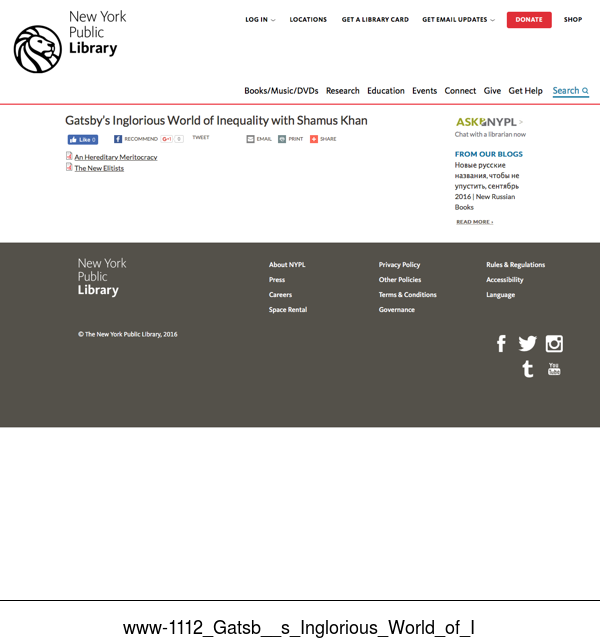 New York
Public
Library
LOG IN
LOCATIONS
GET A LIBRARY CARD
GET EMAIL UPDATES
DONATE
SHOP
Books/Music/DVDs
Research
Education
Events
Connect
Give
Get Help
Search
Gatsby's Inglorious World of Inequality with Shamus Khan
Like 0
RECOMMEND
G+1 0
TWEET
EMAIL
PRINT
SHARE
An Hereditary Meritocracy
The New Elitists
ASK NYPL >
Chat with a librarian now
FROM OUR BLOGS
Новые русские
названия, чтобы не
упустить, сентябрь
2016 | New Russian
Books
READ MORE ›
New York
Public
Library
About NYPL
Press
Careers
Space Rental
Privacy Policy
Other Policies
Terms & Conditions
Governance
Rules & Regulations
Accessibility
Language
© The New York Public Library, 2016
You
Tube
www-1112_Gatsb__s_Inglorious_World_of_I